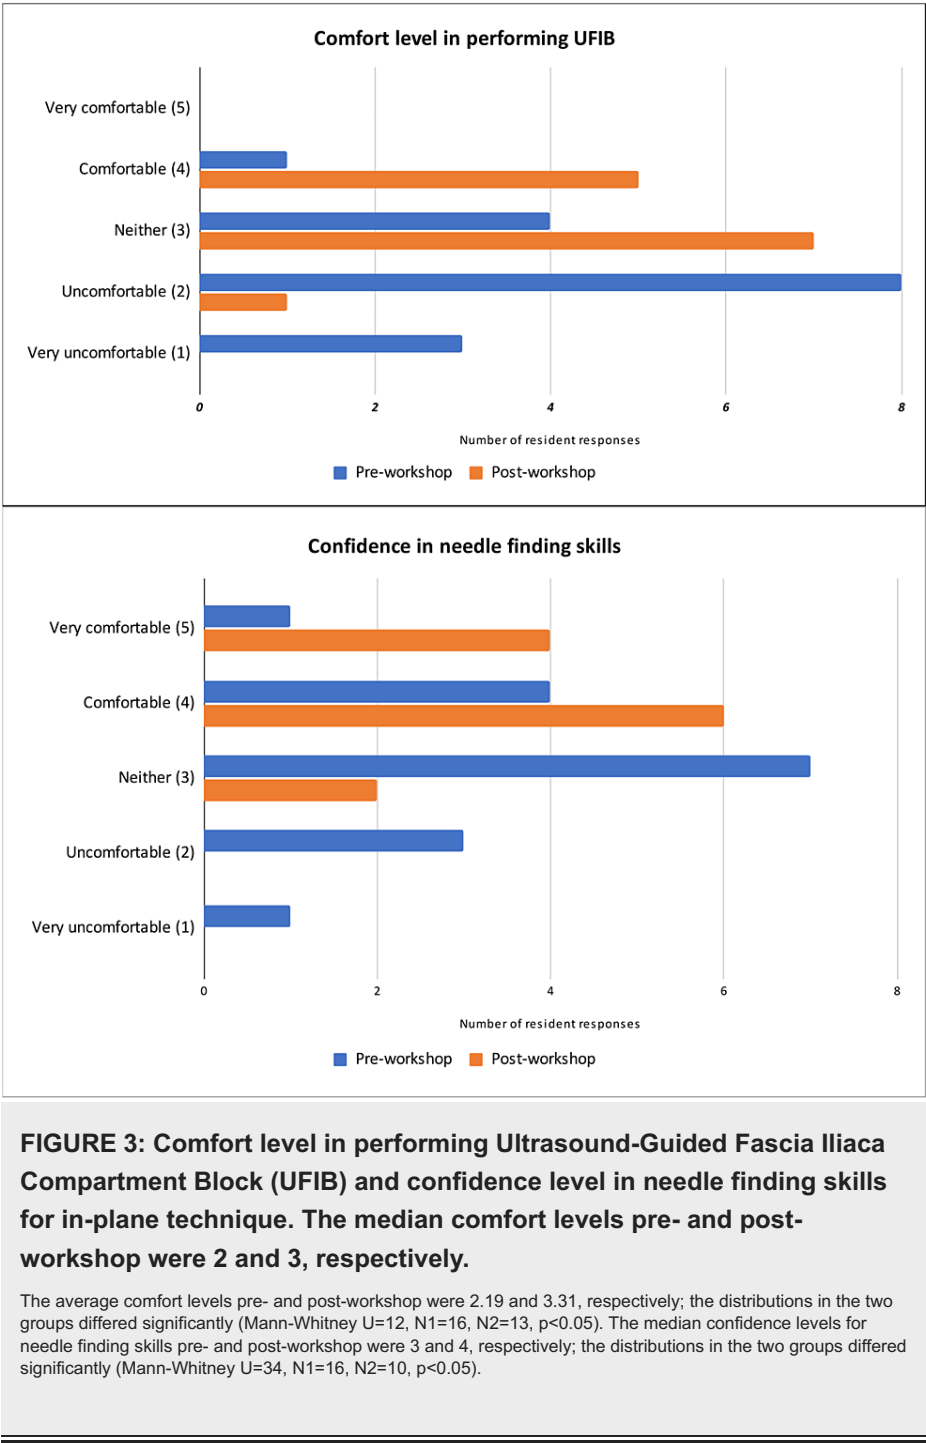 Comfort level in performing UFIB
Very comfortable (5)
Comfortable (4)
Neither (3)
Uncomfortable (2)
Very uncomfortable (1)
0 2 4 6 8
Number of resident responses
Pre-workshop Post-workshop
Confidence in needle finding skills
Very comfortable (5)
Comfortable (4)
Neither (3)
Uncomfortable (2)
Very uncomfortable (1)
0 2 4 6 8
Number of resident responses
Pre-workshop Post-workshop
FIGURE 3: Comfort level in performing Ultrasound-Guided Fascia Iliaca
Compartment Block (UFIB) and confidence level in needle finding skills
for in-plane technique. The median comfort levels pre- and post-
workshop were 2 and 3, respectively.
The average comfort levels pre- and post-workshop were 2.19 and 3.31, respectively; the distributions in the two
groups differed significantly (Mann-Whitney U=12, N1=16, N2=13, p<0.05). The median confidence levels for
needle finding skills pre- and post-workshop were 3 and 4, respectively; the distributions in the two groups differed
significantly (Mann-Whitney U=34, N1=16, N2=10, p<0.05).